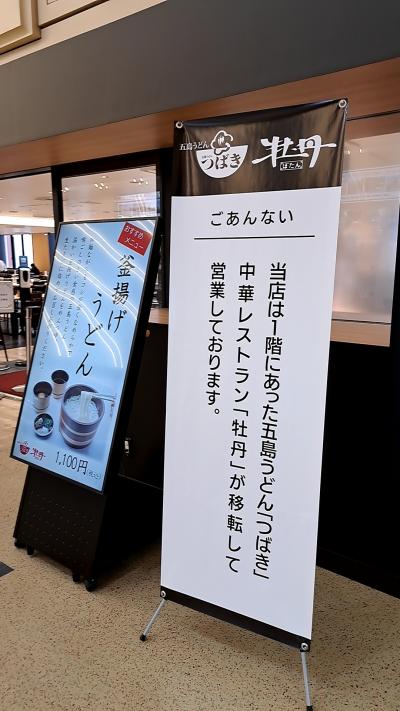 五島うどん
つばき
牡丹
ぼたん
ごあんない
当店は1階にあった五島うどん「つばき」
中華レストラン「牡丹」が移転して
営業しております。
おすすめ
メニュー
釜揚げ
うどん
1,100円